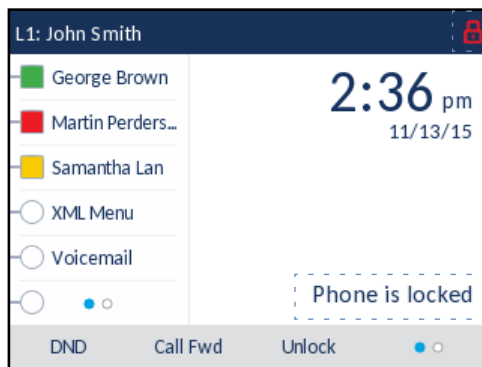 L1: John Smith
George Brown
Martin Perders...
Samantha Lan
XML Menu
Voicemail
2:36 pm
11/13/15
Phone is locked
DND Call Fwd Unlock